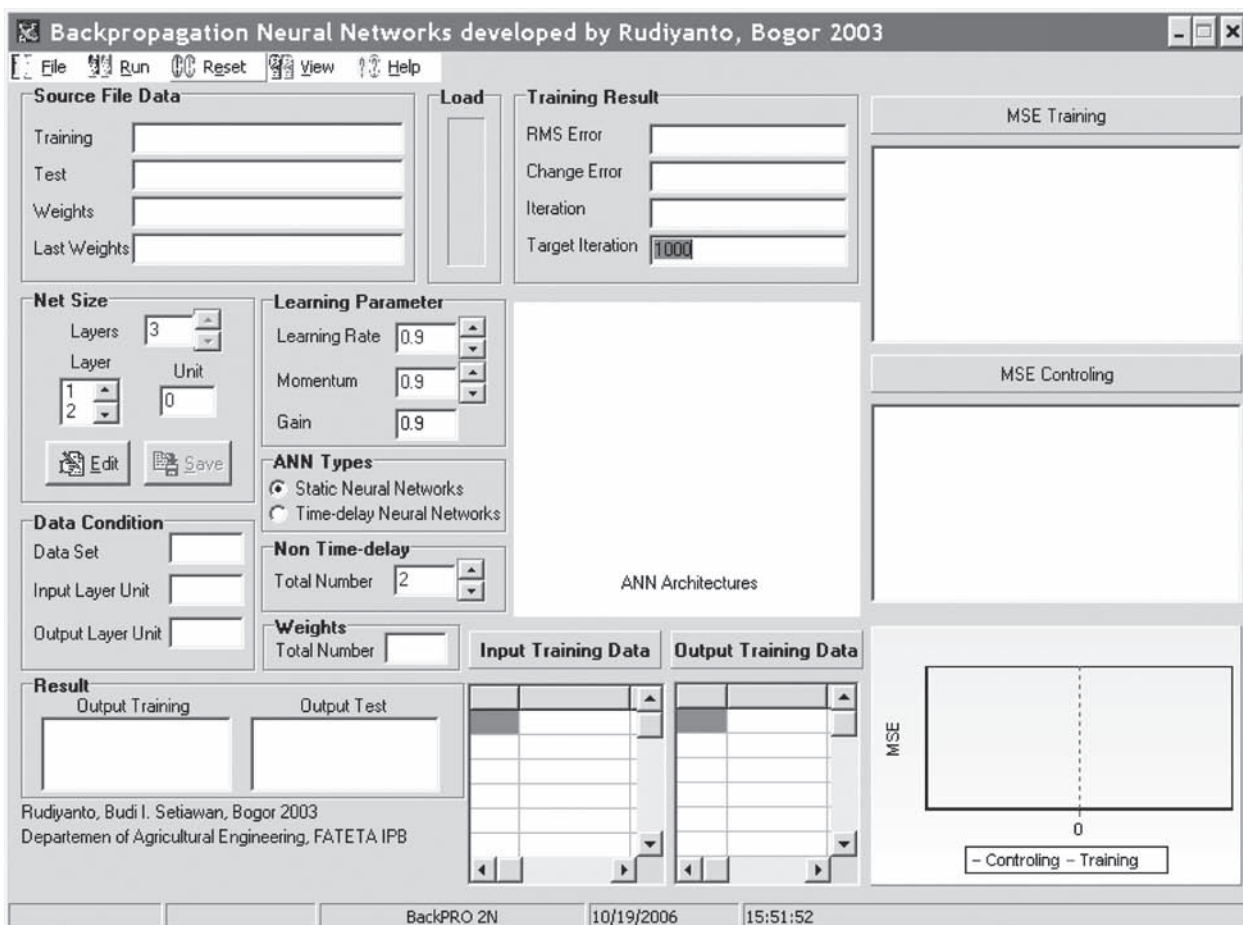 Backpropagation Neural Networks developed by Rudiyanto, Bogor 2003
File Run Reset View Help
Source File Data
Training
Test
Weights
Last Weights
Load
Training Result
RMS Error
Change Error
Iteration
Target Iteration 1000
MSE Training
MSE Controling
Net Size
Layers 3
Layer
1
2
Unit
0
Edit Save
Learning Parameter
Learning Rate 0.9
Momentum 0.9
Gain 0.9
ANN Types
Static Neural Networks
Time-delay Neural Networks
Non Time-delay
Total Number 2
Weights
Total Number
Data Condition
Data Set
Input Layer Unit
Output Layer Unit
ANN Architectures
Input Training Data
Output Training Data
Result
Output Training
Output Test
MSE
0
– Controling – Training
Rudiyanto, Budi I. Setiawan, Bogor 2003
Departemen of Agricultural Engineering, FATETA IPB
BackPRO 2N 10/19/2006 15:51:52